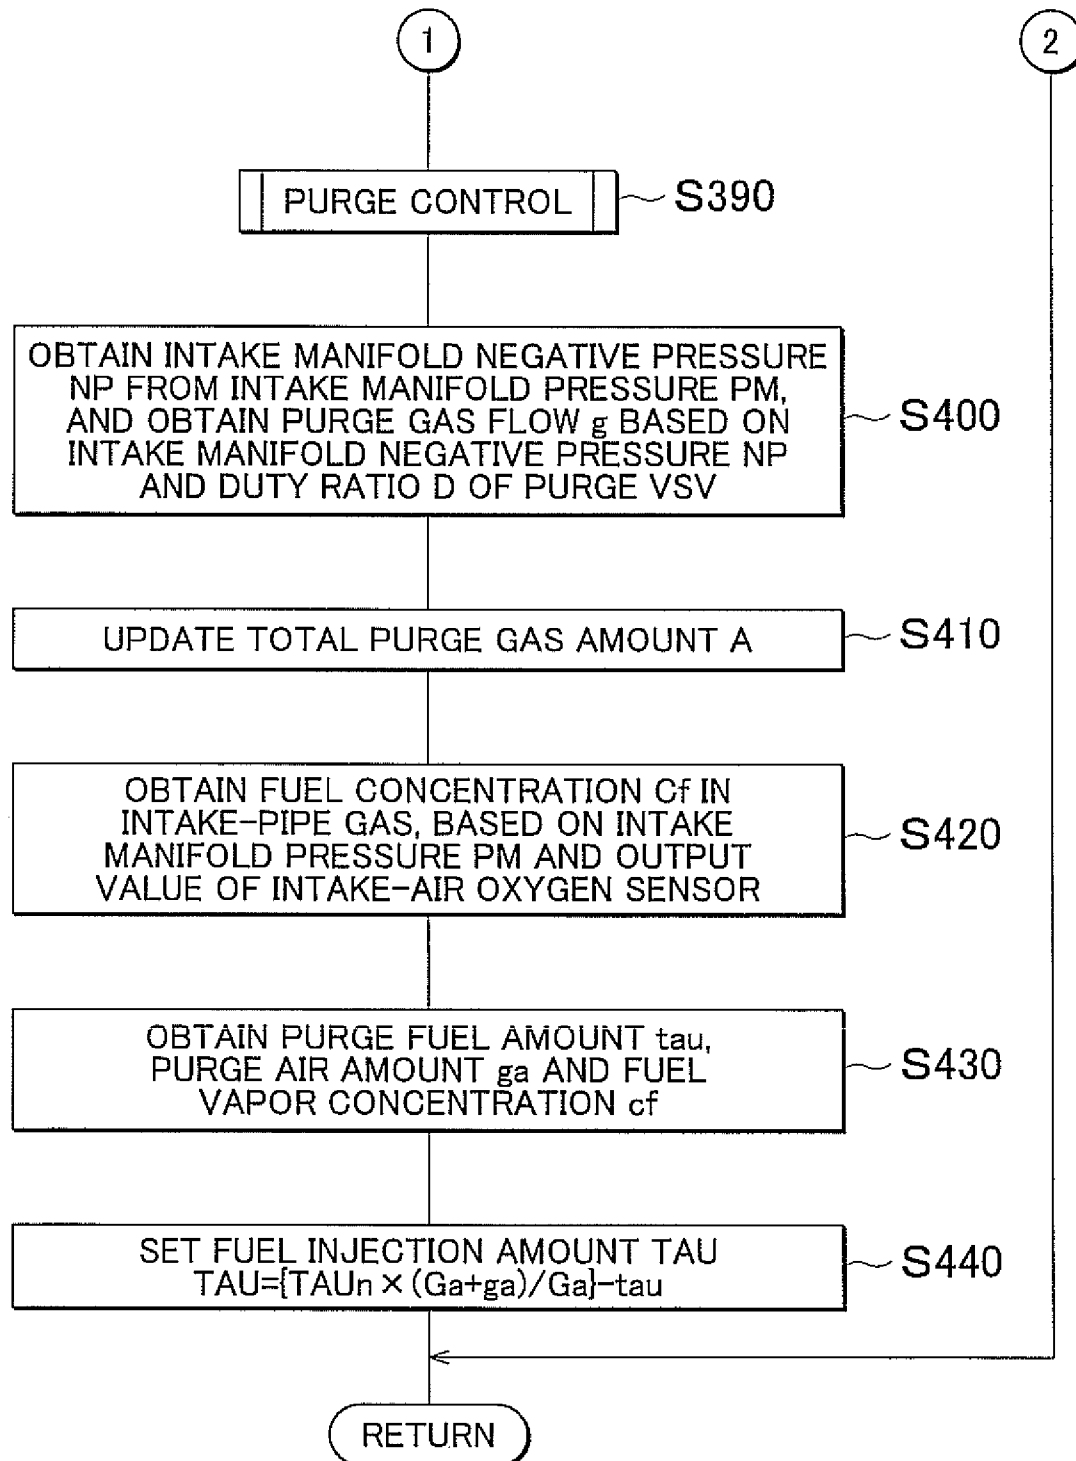 1
2
PURGE CONTROL
S390
OBTAIN INTAKE MANIFOLD NEGATIVE PRESSURE
NP FROM INTAKE MANIFOLD PRESSURE PM,
AND OBTAIN PURGE GAS FLOW g BASED ON
INTAKE MANIFOLD NEGATIVE PRESSURE NP
AND DUTY RATIO D OF PURGE VSV
S400
UPDATE TOTAL PURGE GAS AMOUNT A
S410
OBTAIN FUEL CONCENTRATION Cf IN
INTAKE-PIPE GAS, BASED ON INTAKE
MANIFOLD PRESSURE PM AND OUTPUT
VALUE OF INTAKE-AIR OXYGEN SENSOR
S420
OBTAIN PURGE FUEL AMOUNT tau,
PURGE AIR AMOUNT ga AND FUEL
VAPOR CONCENTRATION cf
S430
SET FUEL INJECTION AMOUNT TAU
TAU=[TAUn×(Ga+ga)/Ga]-tau
S440
RETURN